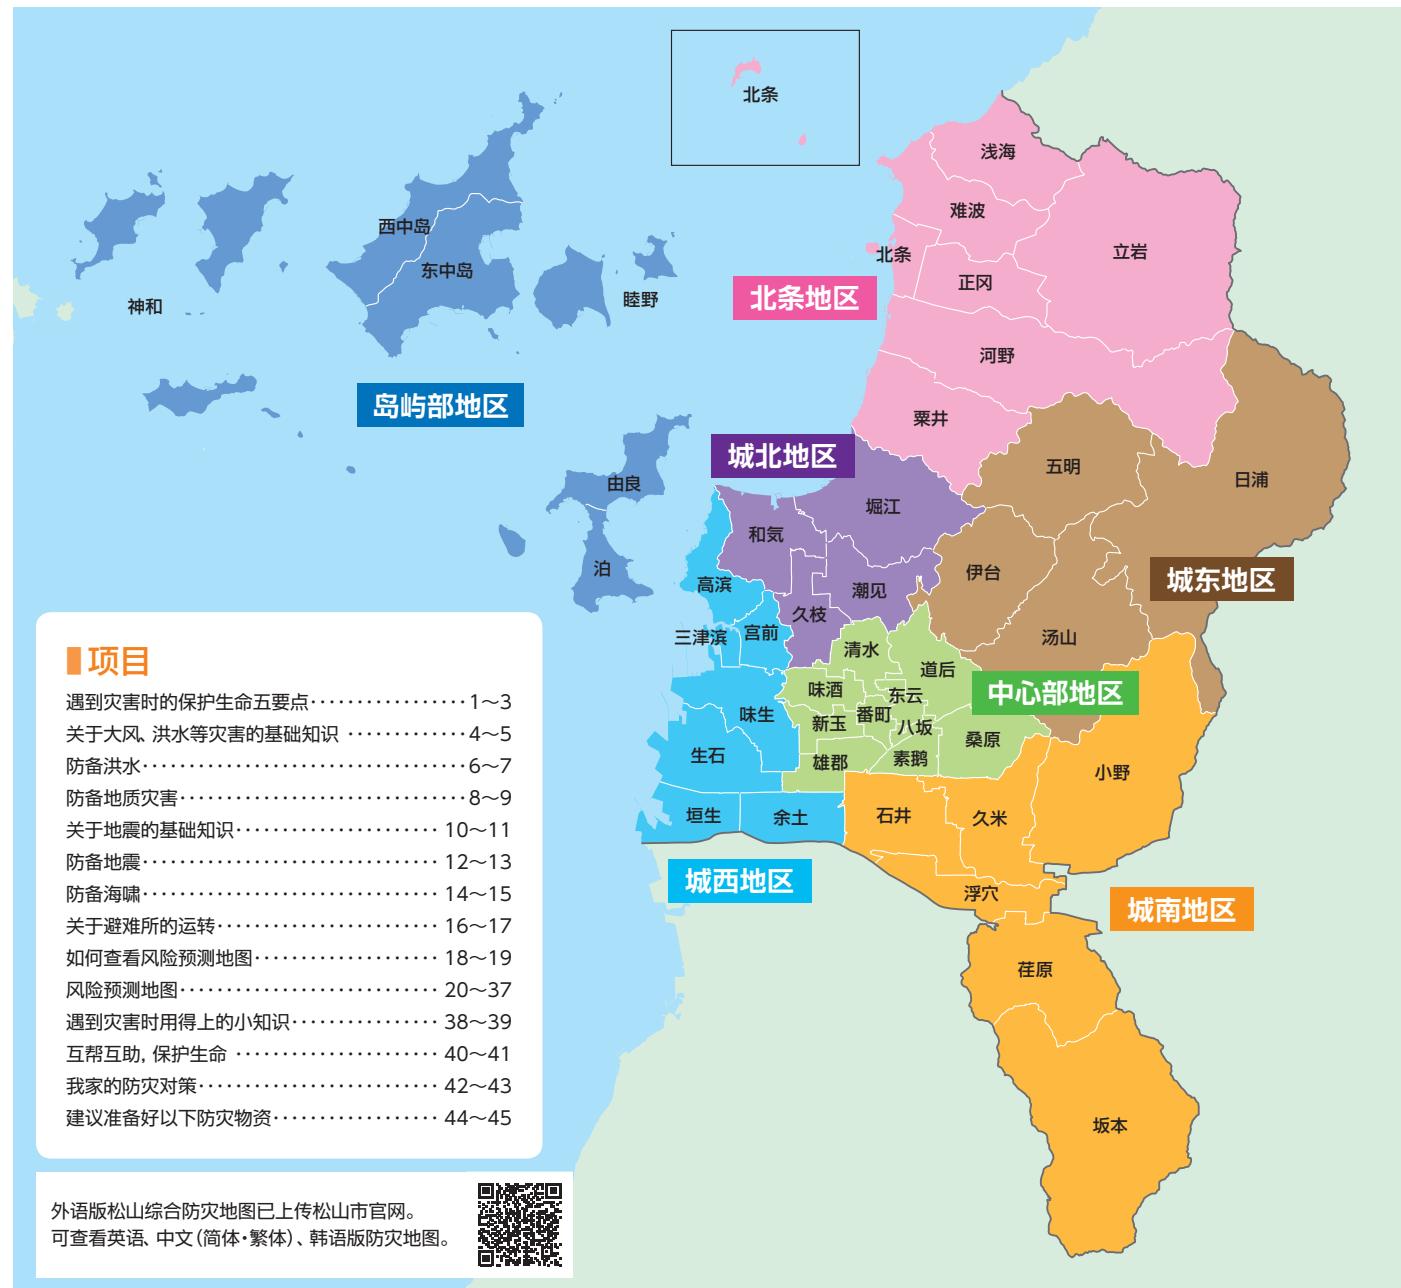 北条
浅海
难波
立岩
北条
正冈
北条地区
河野
粟井
西中岛
东中岛
神和
睦野
岛屿部地区
城北地区
五明
日浦
由良
堀江
和気
泊
高滨
潮见
伊台
城东地区
久枝
三津滨
宫前
清水
汤山
道后
中心部地区
味酒
东云
味生
新玉
番町
八坂
桑原
生石
雄郡
素鹅
小野
垣生
余土
石井
久米
城西地区
浮穴
城南地区
荏原
坂本
项目
遇到灾害时的保护生命五要点·················1～3
关于大风、洪水等灾害的基础知识 ·············4～5
防备洪水···································6～7
防备地质灾害·······························8～9
关于地震的基础知识······················ 10～11
防备地震································ 12～13
防备海啸································ 14～15
关于避难所的运转························ 16～17
如何查看风险预测地图···················· 18～19
风险预测地图···························· 20～37
遇到灾害时用得上的小知识················ 38～39
互帮互助，保护生命 ······················ 40～41
我家的防灾对策·························· 42～43
建议准备好以下防灾物资·················· 44～45
外语版松山综合防灾地图已上传松山市官网。
可查看英语、中文（简体・繁体）、韩语版防灾地图。